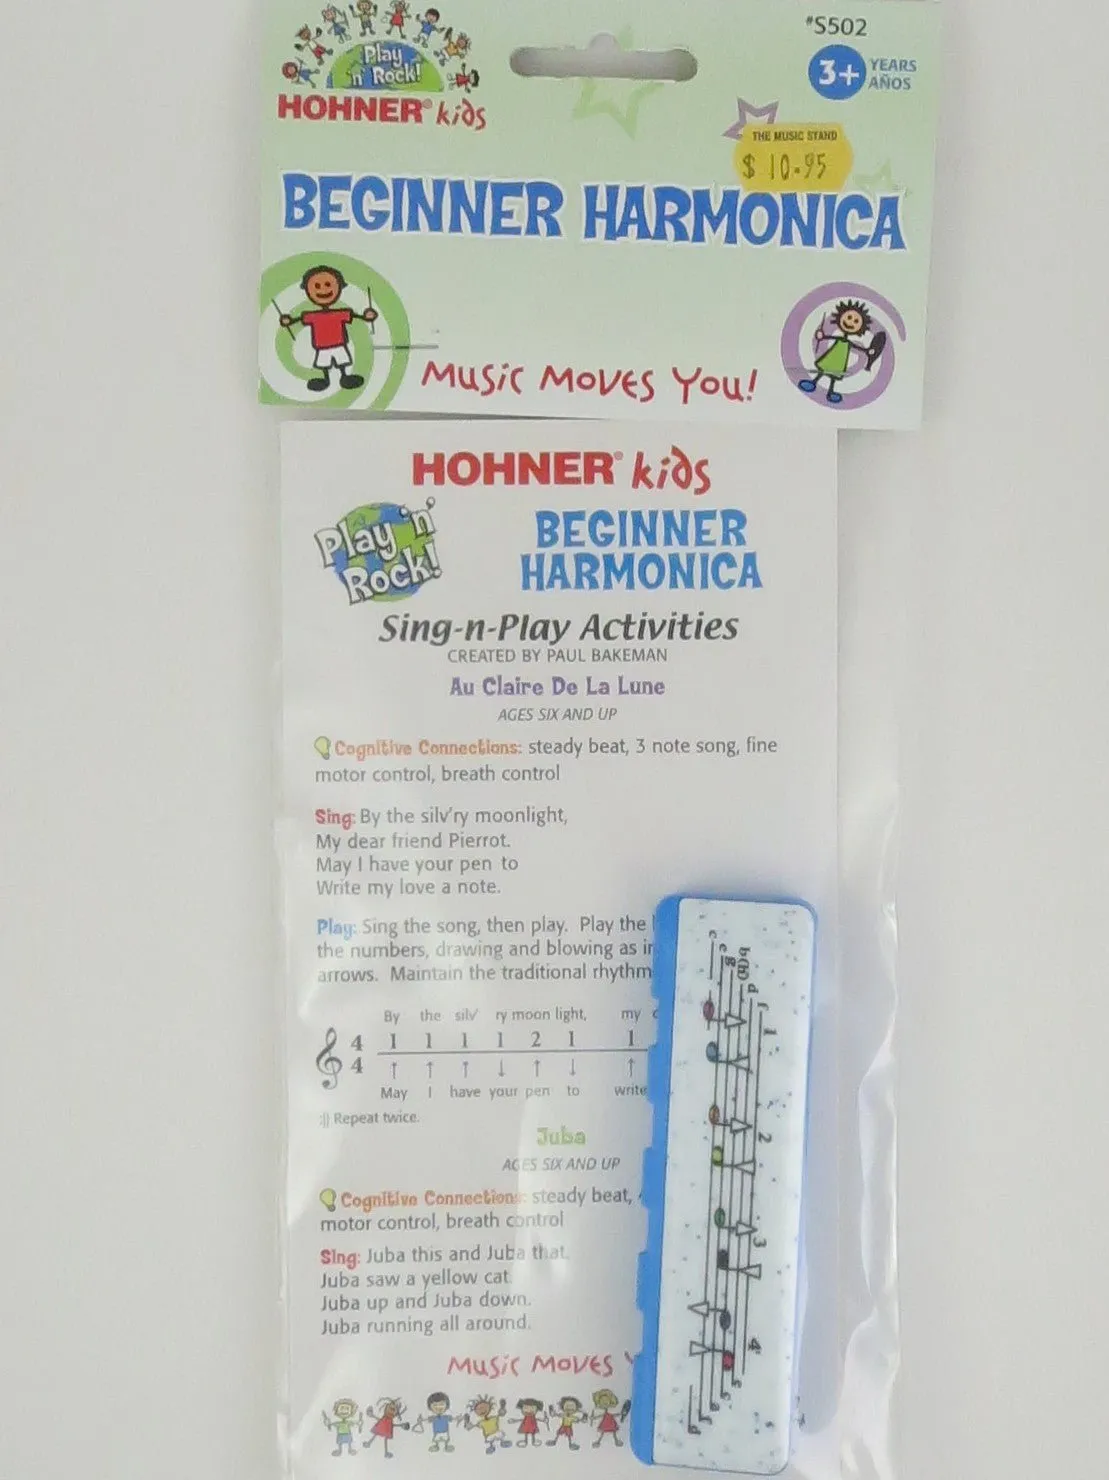 Play
'n' Rock!
HOHNER® kids
#S502
3+ YEARS
AÑOS
THE MUSIC STAND
$ 10.95
BEGINNER HARMONICA
MUSIC MOVES YOU!
HOHNER® kids
Play 'n'
Rock!
BEGINNER
HARMONICA
Sing-n-Play Activities
CREATED BY PAUL BAKEMAN
Au Claire De La Lune
AGES SIX AND UP
Cognitive Connections: steady beat, 3 note song, fine
motor control, breath control
Sing: By the silv'ry moonlight,
My dear friend Pierrot.
May I have your pen to
Write my love a note.
Play: Sing the song, then play. Play the
the numbers, drawing and blowing as
arrows. Maintain the traditional rhythm
By the silv' ry moon light, my
4 1 1 1 1 2 1 1
4 ↑ ↑ ↑ ↓ ↑ ↓ ↑
May I have your pen to write
:|| Repeat twice.
Juba
AGES SIX AND UP
Cognitive Connections: steady beat,
motor control, breath control
Sing: Juba this and Juba that.
Juba saw a yellow cat.
Juba up and Juba down.
Juba running all around.
MUSIC MOVES
c
e
g
b(h)
d
f
1
2
3
4